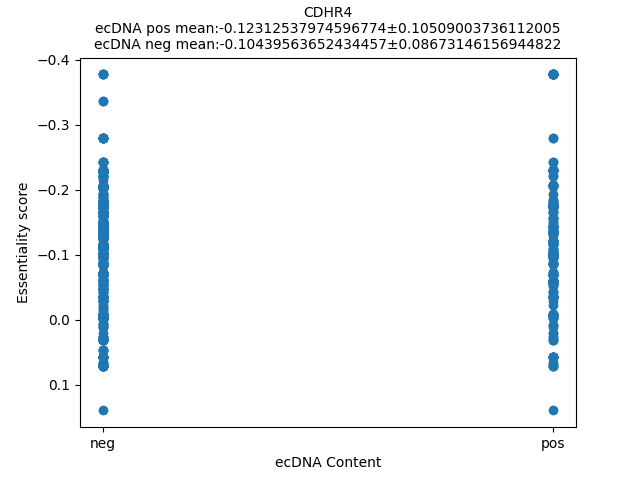 CDHR4
ecDNA pos mean:-0.12312537974596774±0.10509003736112005
ecDNA neg mean:-0.10439563652434457±0.08673146156944822
−0.4
−0.3
−0.2
−0.1
0.0
0.1
Essentiality score
neg
pos
ecDNA Content